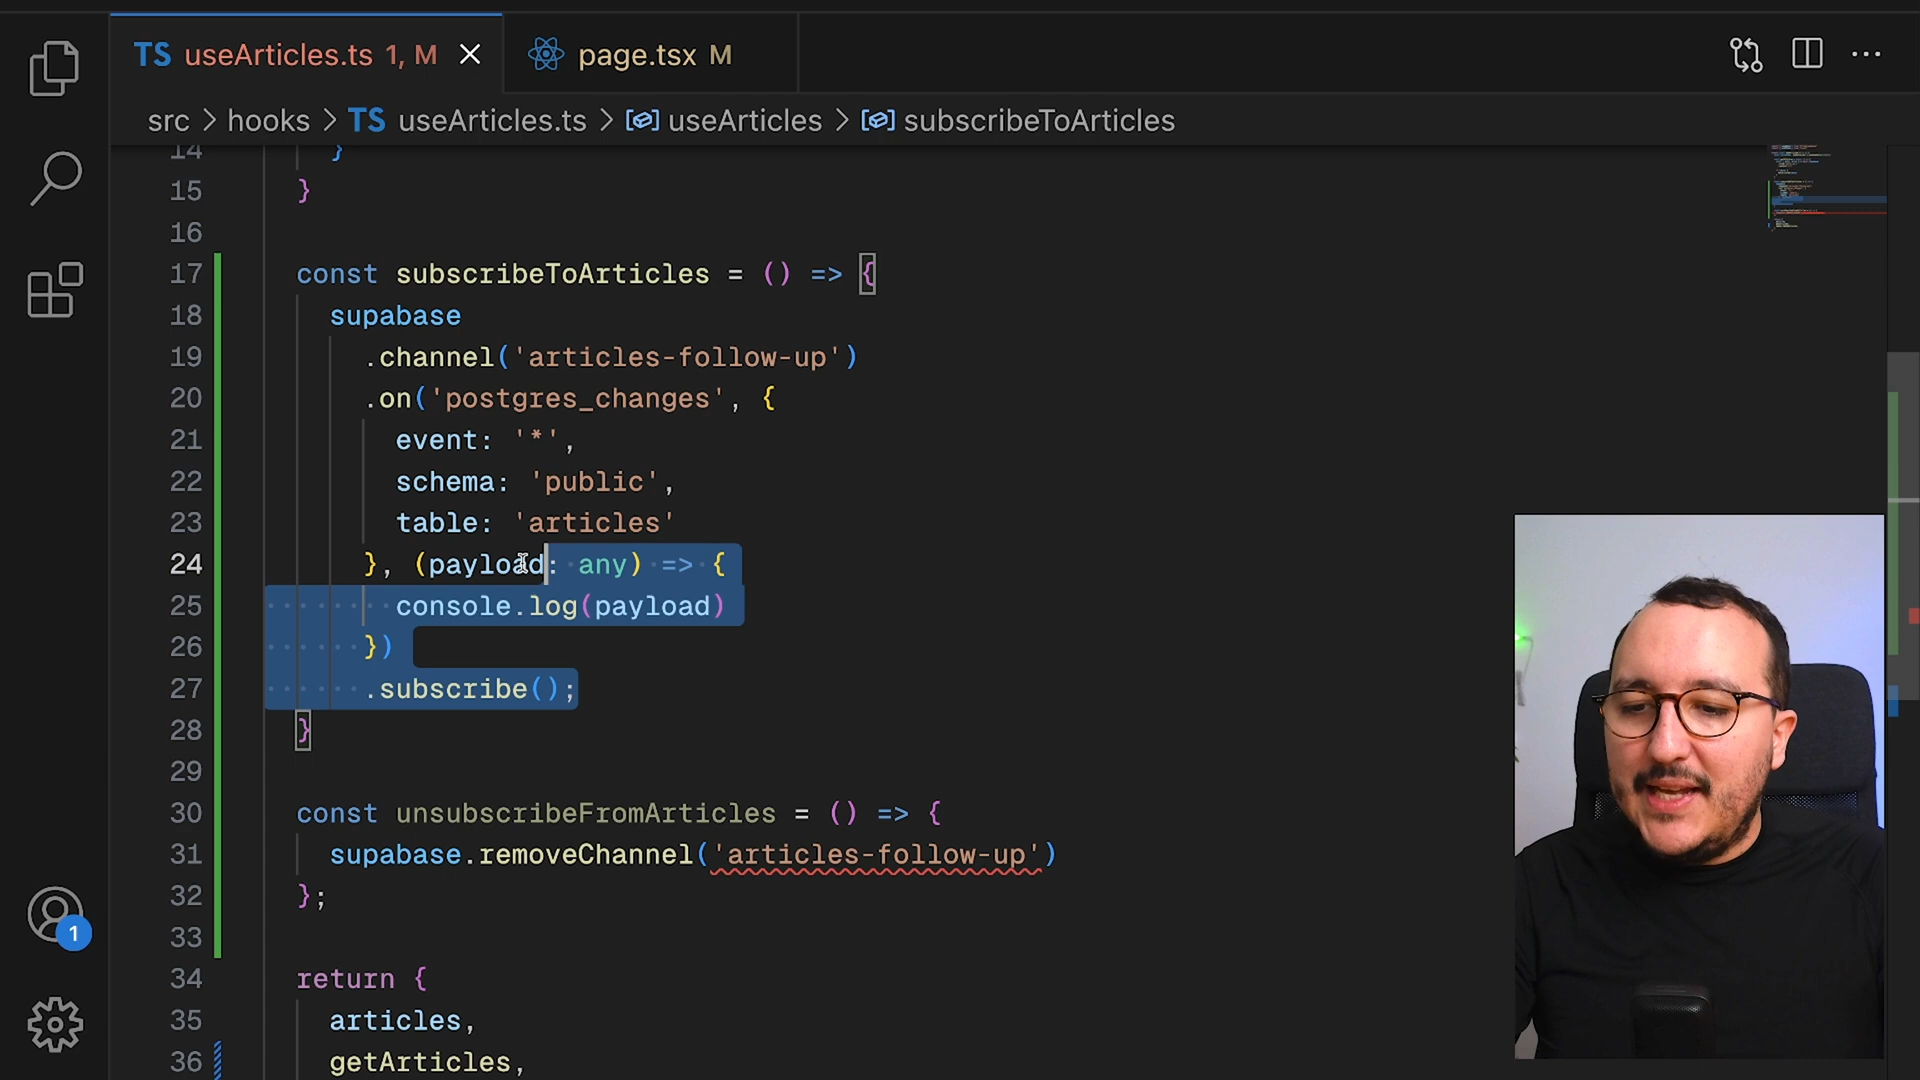 TS useArticles.ts 1, M
page.tsx M
src > hooks > TS useArticles.ts > useArticles > subscribeToArticles
14 }
15 }
16
17 const subscribeToArticles = () => {
18 supabase
19 .channel('articles-follow-up')
20 .on('postgres_changes', {
21 event: '*',
22 schema: 'public',
23 table: 'articles'
24 }, (payload: any) => {
25 console.log(payload)
26 })
27 .subscribe();
28 }
29
30 const unsubscribeFromArticles = () => {
31 supabase.removeChannel('articles-follow-up')
32 };
33
34 return {
35 articles,
36 getArticles,
1